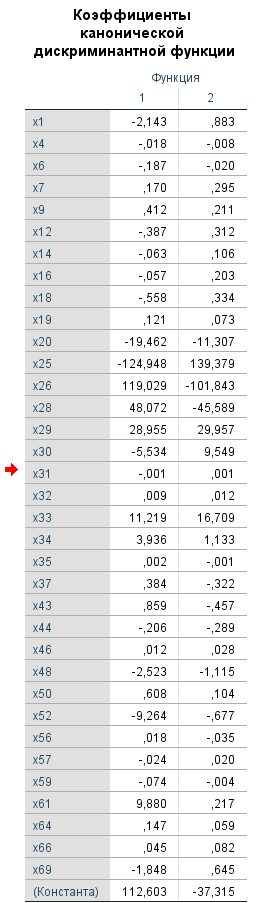 Коэффициенты
канонической
дискриминантной функции
Функция
1 2
x1 -2,143 ,883
x4 -,018 -,008
x6 -,187 -,020
x7 ,170 ,295
x9 ,412 ,211
x12 -,387 ,312
x14 -,063 ,106
x16 -,057 ,203
x18 -,558 ,334
x19 ,121 ,073
x20 -19,462 -11,307
x25 -124,948 139,379
x26 119,029 -101,843
x28 48,072 -45,589
x29 28,955 29,957
x30 -5,534 9,549
x31 -,001 ,001
x32 ,009 ,012
x33 11,219 16,709
x34 3,936 1,133
x35 ,002 -,001
x37 ,384 -,322
x43 ,859 -,457
x44 -,206 -,289
x46 ,012 ,028
x48 -2,523 -1,115
x50 ,608 ,104
x52 -9,264 -,677
x56 ,018 -,035
x57 -,024 ,020
x59 -,074 -,004
x61 9,880 ,217
x64 ,147 ,059
x66 ,045 ,082
x69 -1,848 ,645
(Константа) 112,603 -37,315